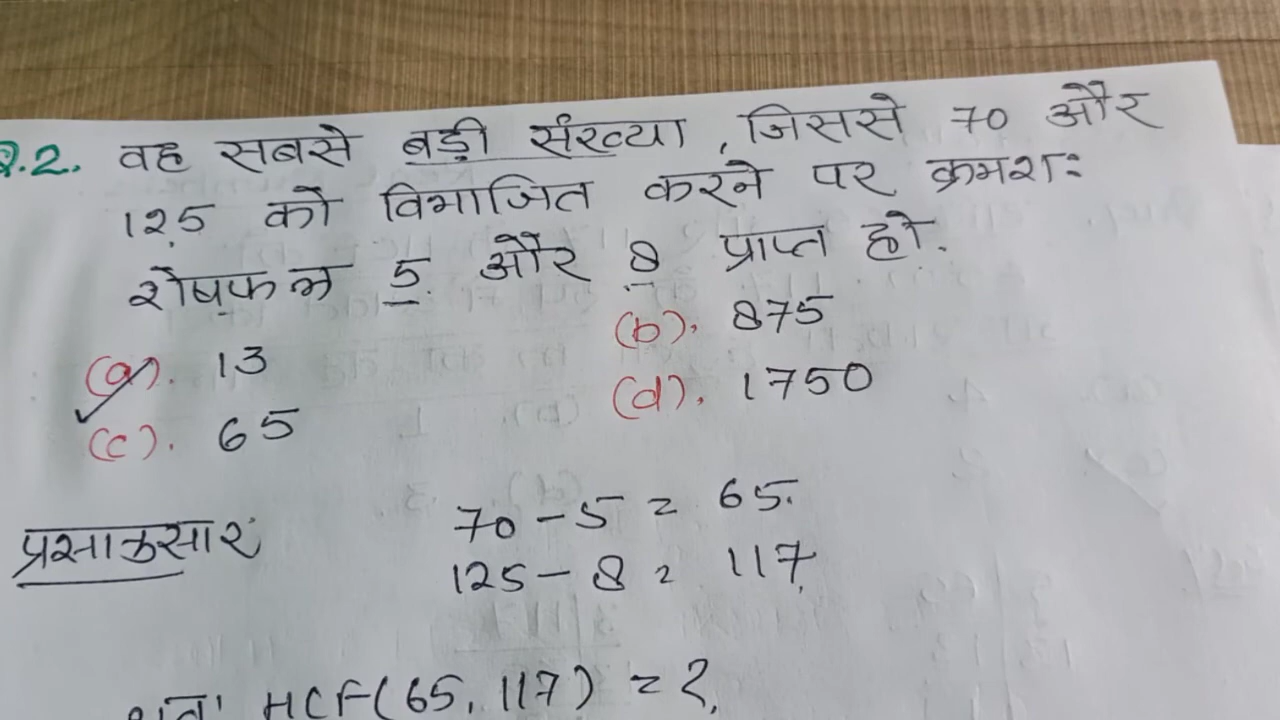 Q.2. वह सबसे बड़ी संख्या, जिससे 70 और
125 को विभाजित करने पर क्रमशः
शेषफल 5 और 8 प्राप्त हो.
(a). 13
(b). 875
(c). 65
(d). 1750
प्रसानुसार
70 - 5 = 65.
125 - 8 = 117.
HCF(65, 117) = ?